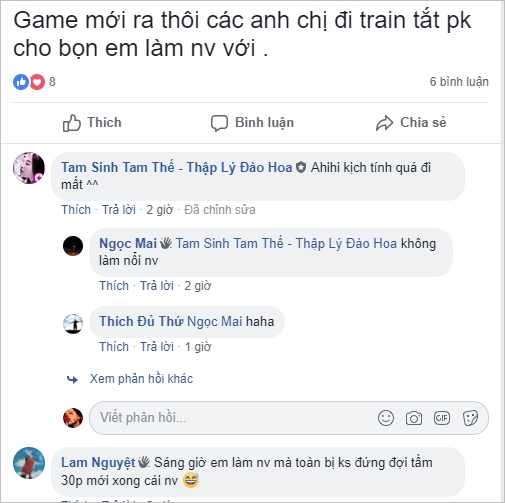 Game mới ra thôi các anh chị đi train tắt pk
cho bọn em làm nv với .
8
6 bình luận
Thích
Bình luận
Chia sẻ
Tam Sinh Tam Thế - Thập Lý Đào Hoa Ahihi kịch tính quá đi
mất ^^
Thích · Trả lời · 2 giờ · Đã chỉnh sửa
Ngọc Mai Tam Sinh Tam Thế - Thập Lý Đào Hoa không
làm nổi nv
Thích · Trả lời · 2 giờ
Thích Đủ Thứ Ngọc Mai haha
Thích · Trả lời · 1 giờ
Xem phản hồi khác
Viết phản hồi...
GIF
Lam Nguyệt Sáng giờ em làm nv mà toàn bị ks đứng đợi tầm
30p mới xong cái nv 😅